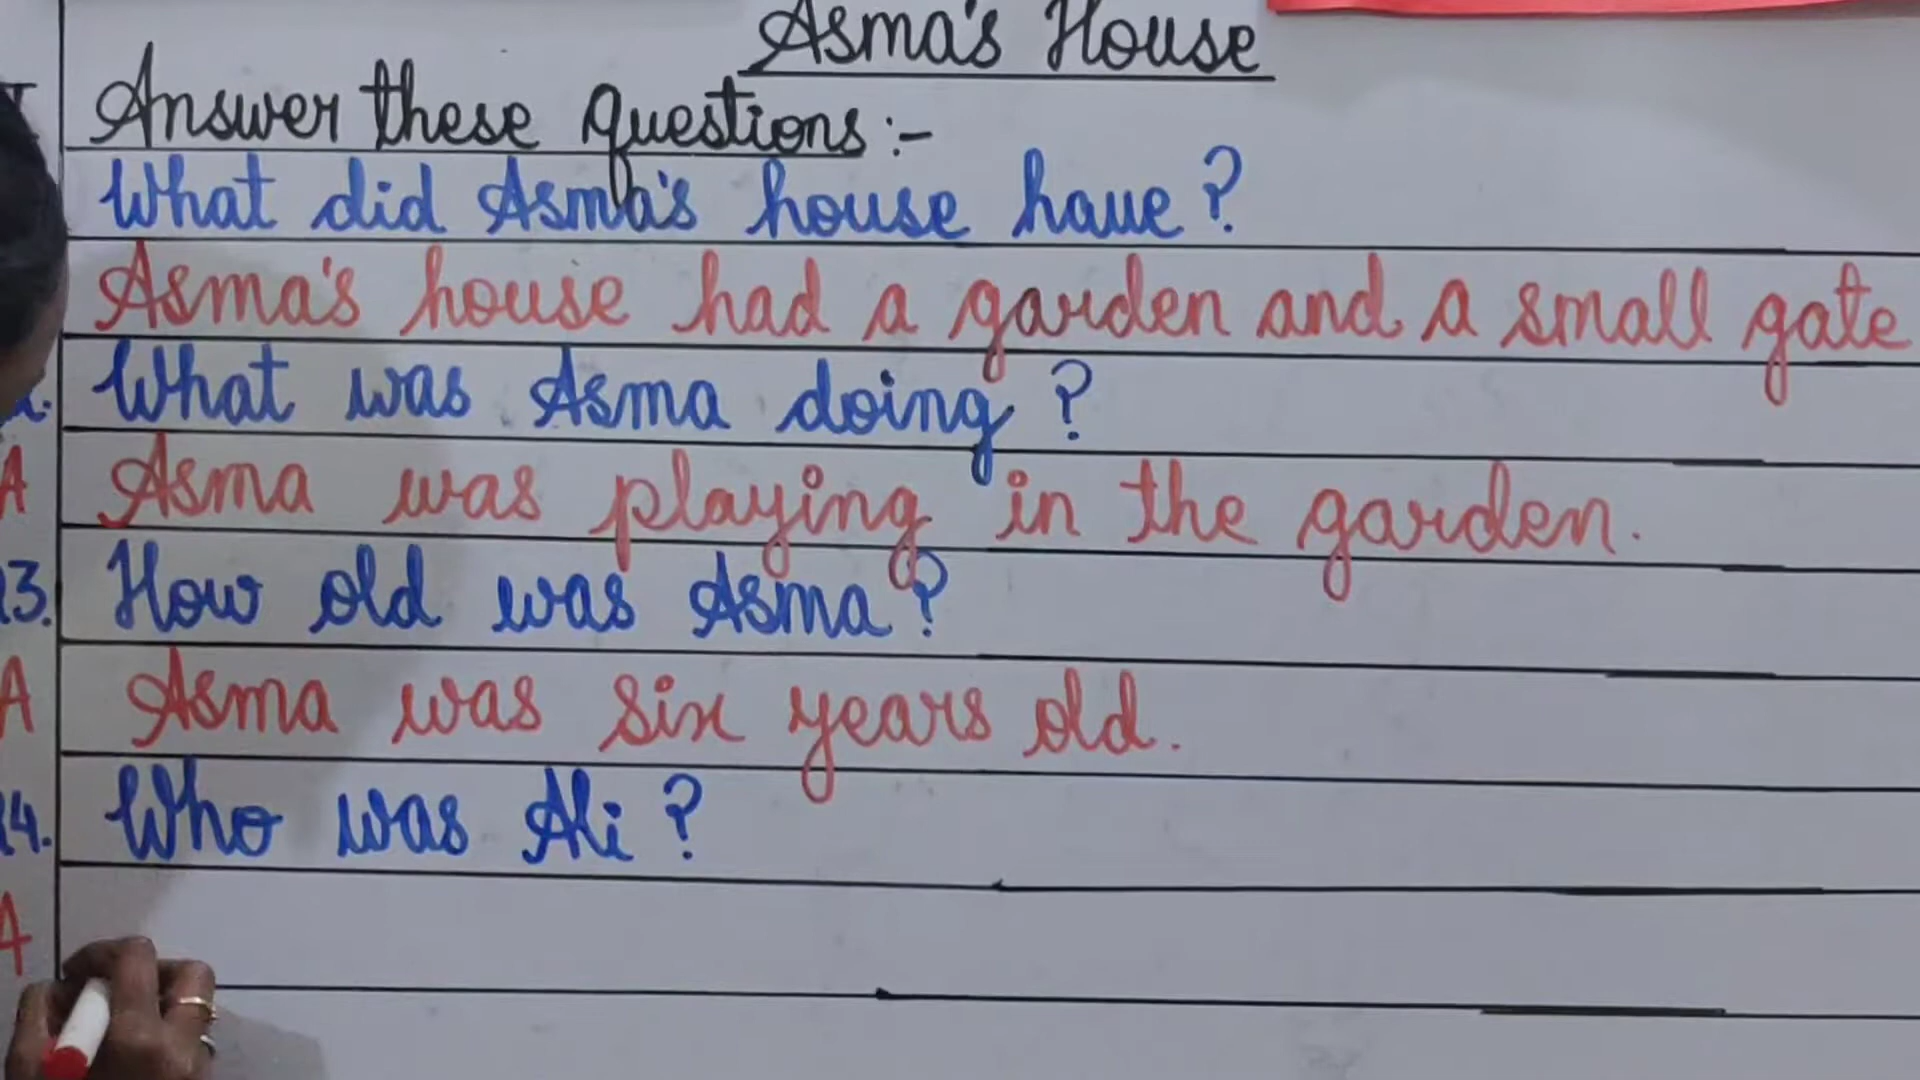 Asma's House
Answer these questions:-
What did Asma's house have?
Asma's house had a garden and a small gate
2. What was Asma doing?
A Asma was playing in the garden.
3. How old was Asma?
A Asma was six years old.
4. Who was Ali?
A